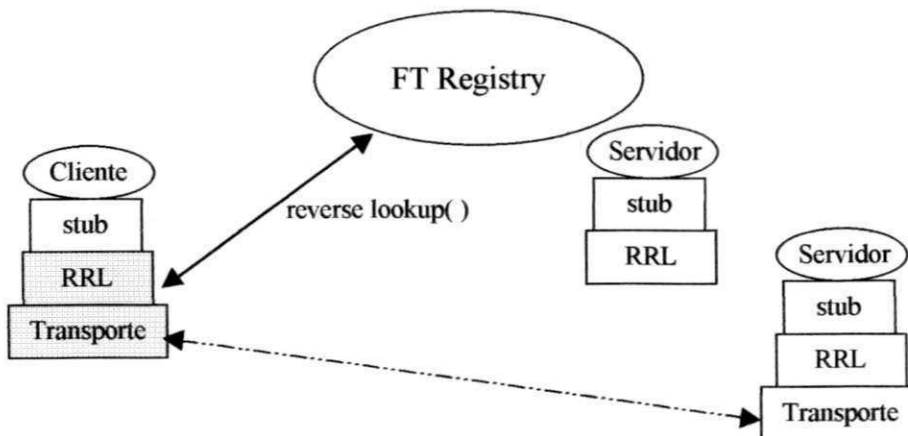 FT Registry
Cliente
stub
RRL
Transporte
reverse lookup( )
Servidor
stub
RRL
Servidor
stub
RRL
Transporte